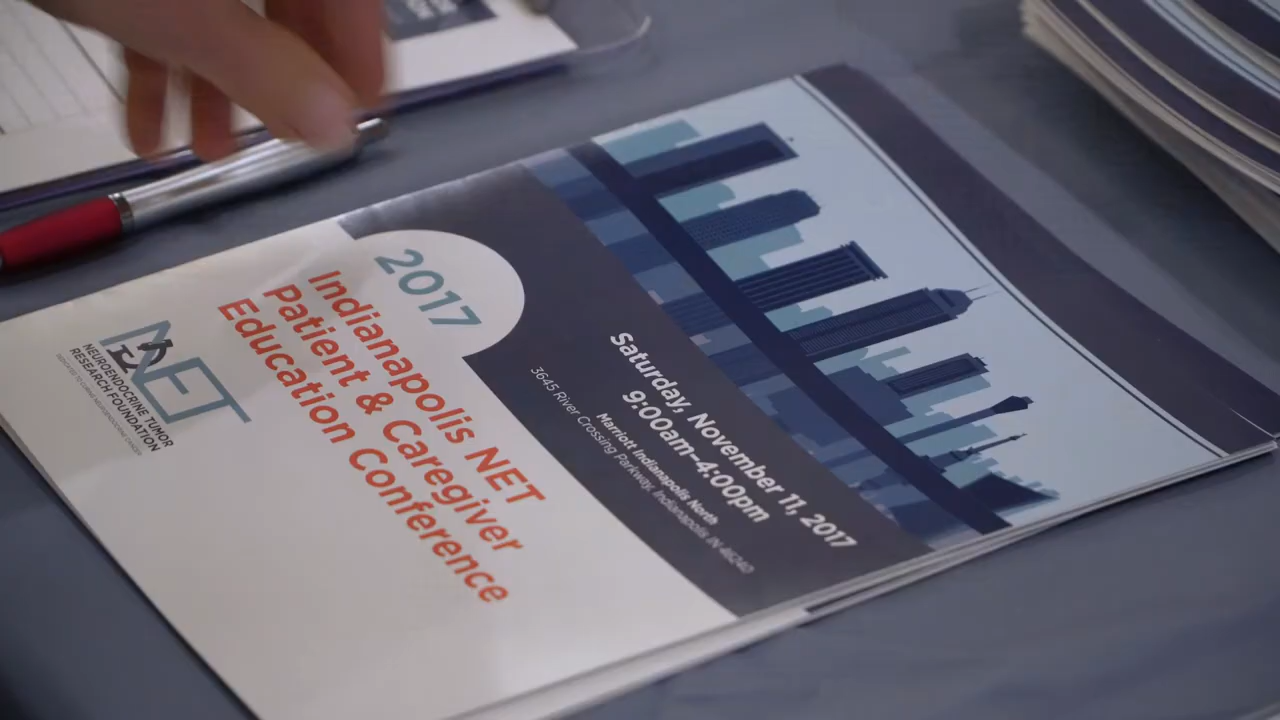 Saturday, November 11, 2017
9:00am-4:00pm
Marriott Indianapolis North
3645 River Crossing Parkway, Indianapolis IN 46240
2017
Indianapolis NET
Patient & Caregiver
Education Conference
NET
NEUROENDOCRINE TUMOR
RESEARCH FOUNDATION